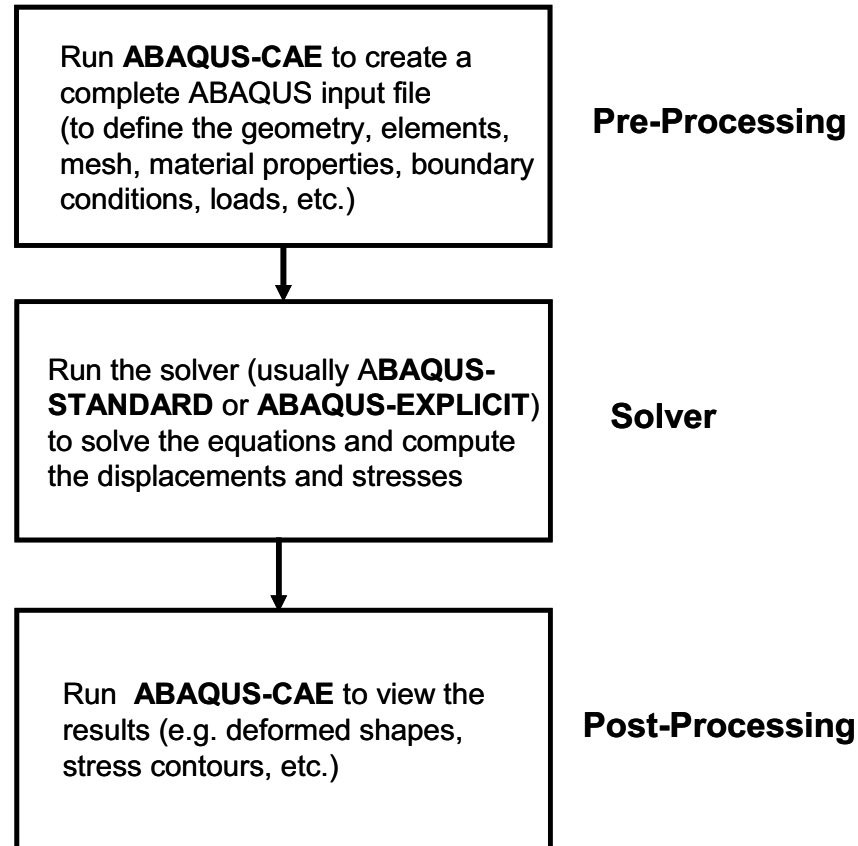 Run ABAQUS-CAE to create a
complete ABAQUS input file
(to define the geometry, elements,
mesh, material properties, boundary
conditions, loads, etc.)
Pre-Processing
Run the solver (usually ABAQUS-
STANDARD or ABAQUS-EXPLICIT)
to solve the equations and compute
the displacements and stresses
Solver
Run ABAQUS-CAE to view the
results (e.g. deformed shapes,
stress contours, etc.)
Post-Processing